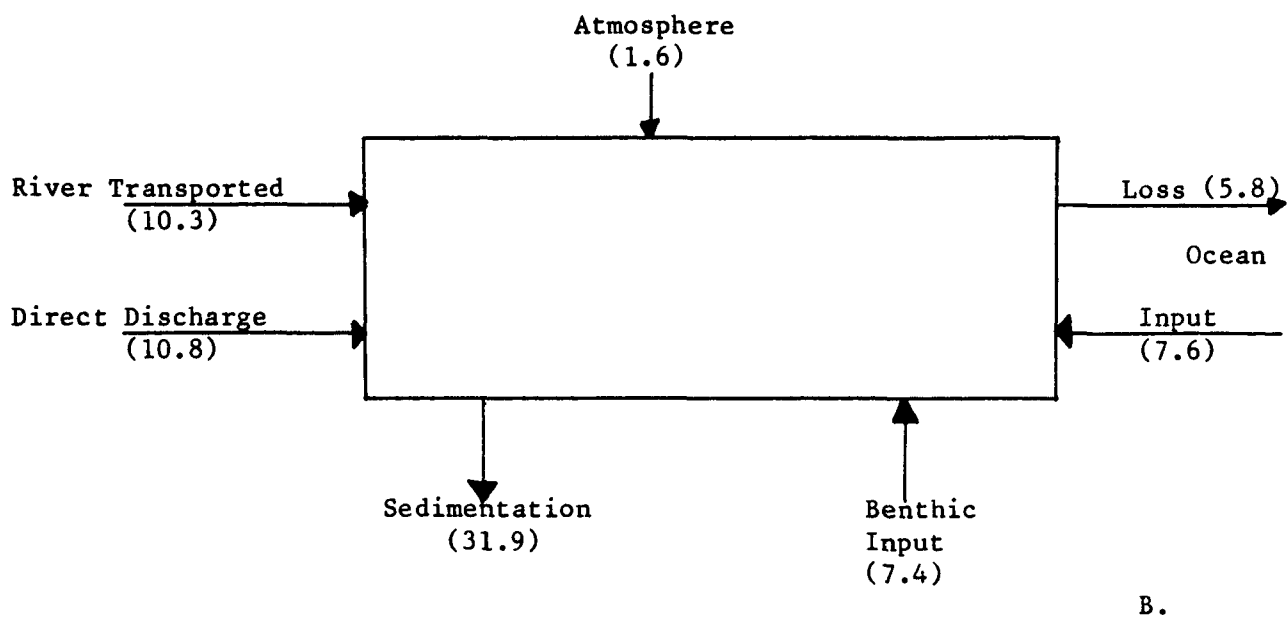 Atmosphere
(1.6)
River Transported
(10.3)
Loss (5.8)
Ocean
Direct Discharge
(10.8)
Input
(7.6)
Sedimentation
(31.9)
Benthic
Input
(7.4)
B.